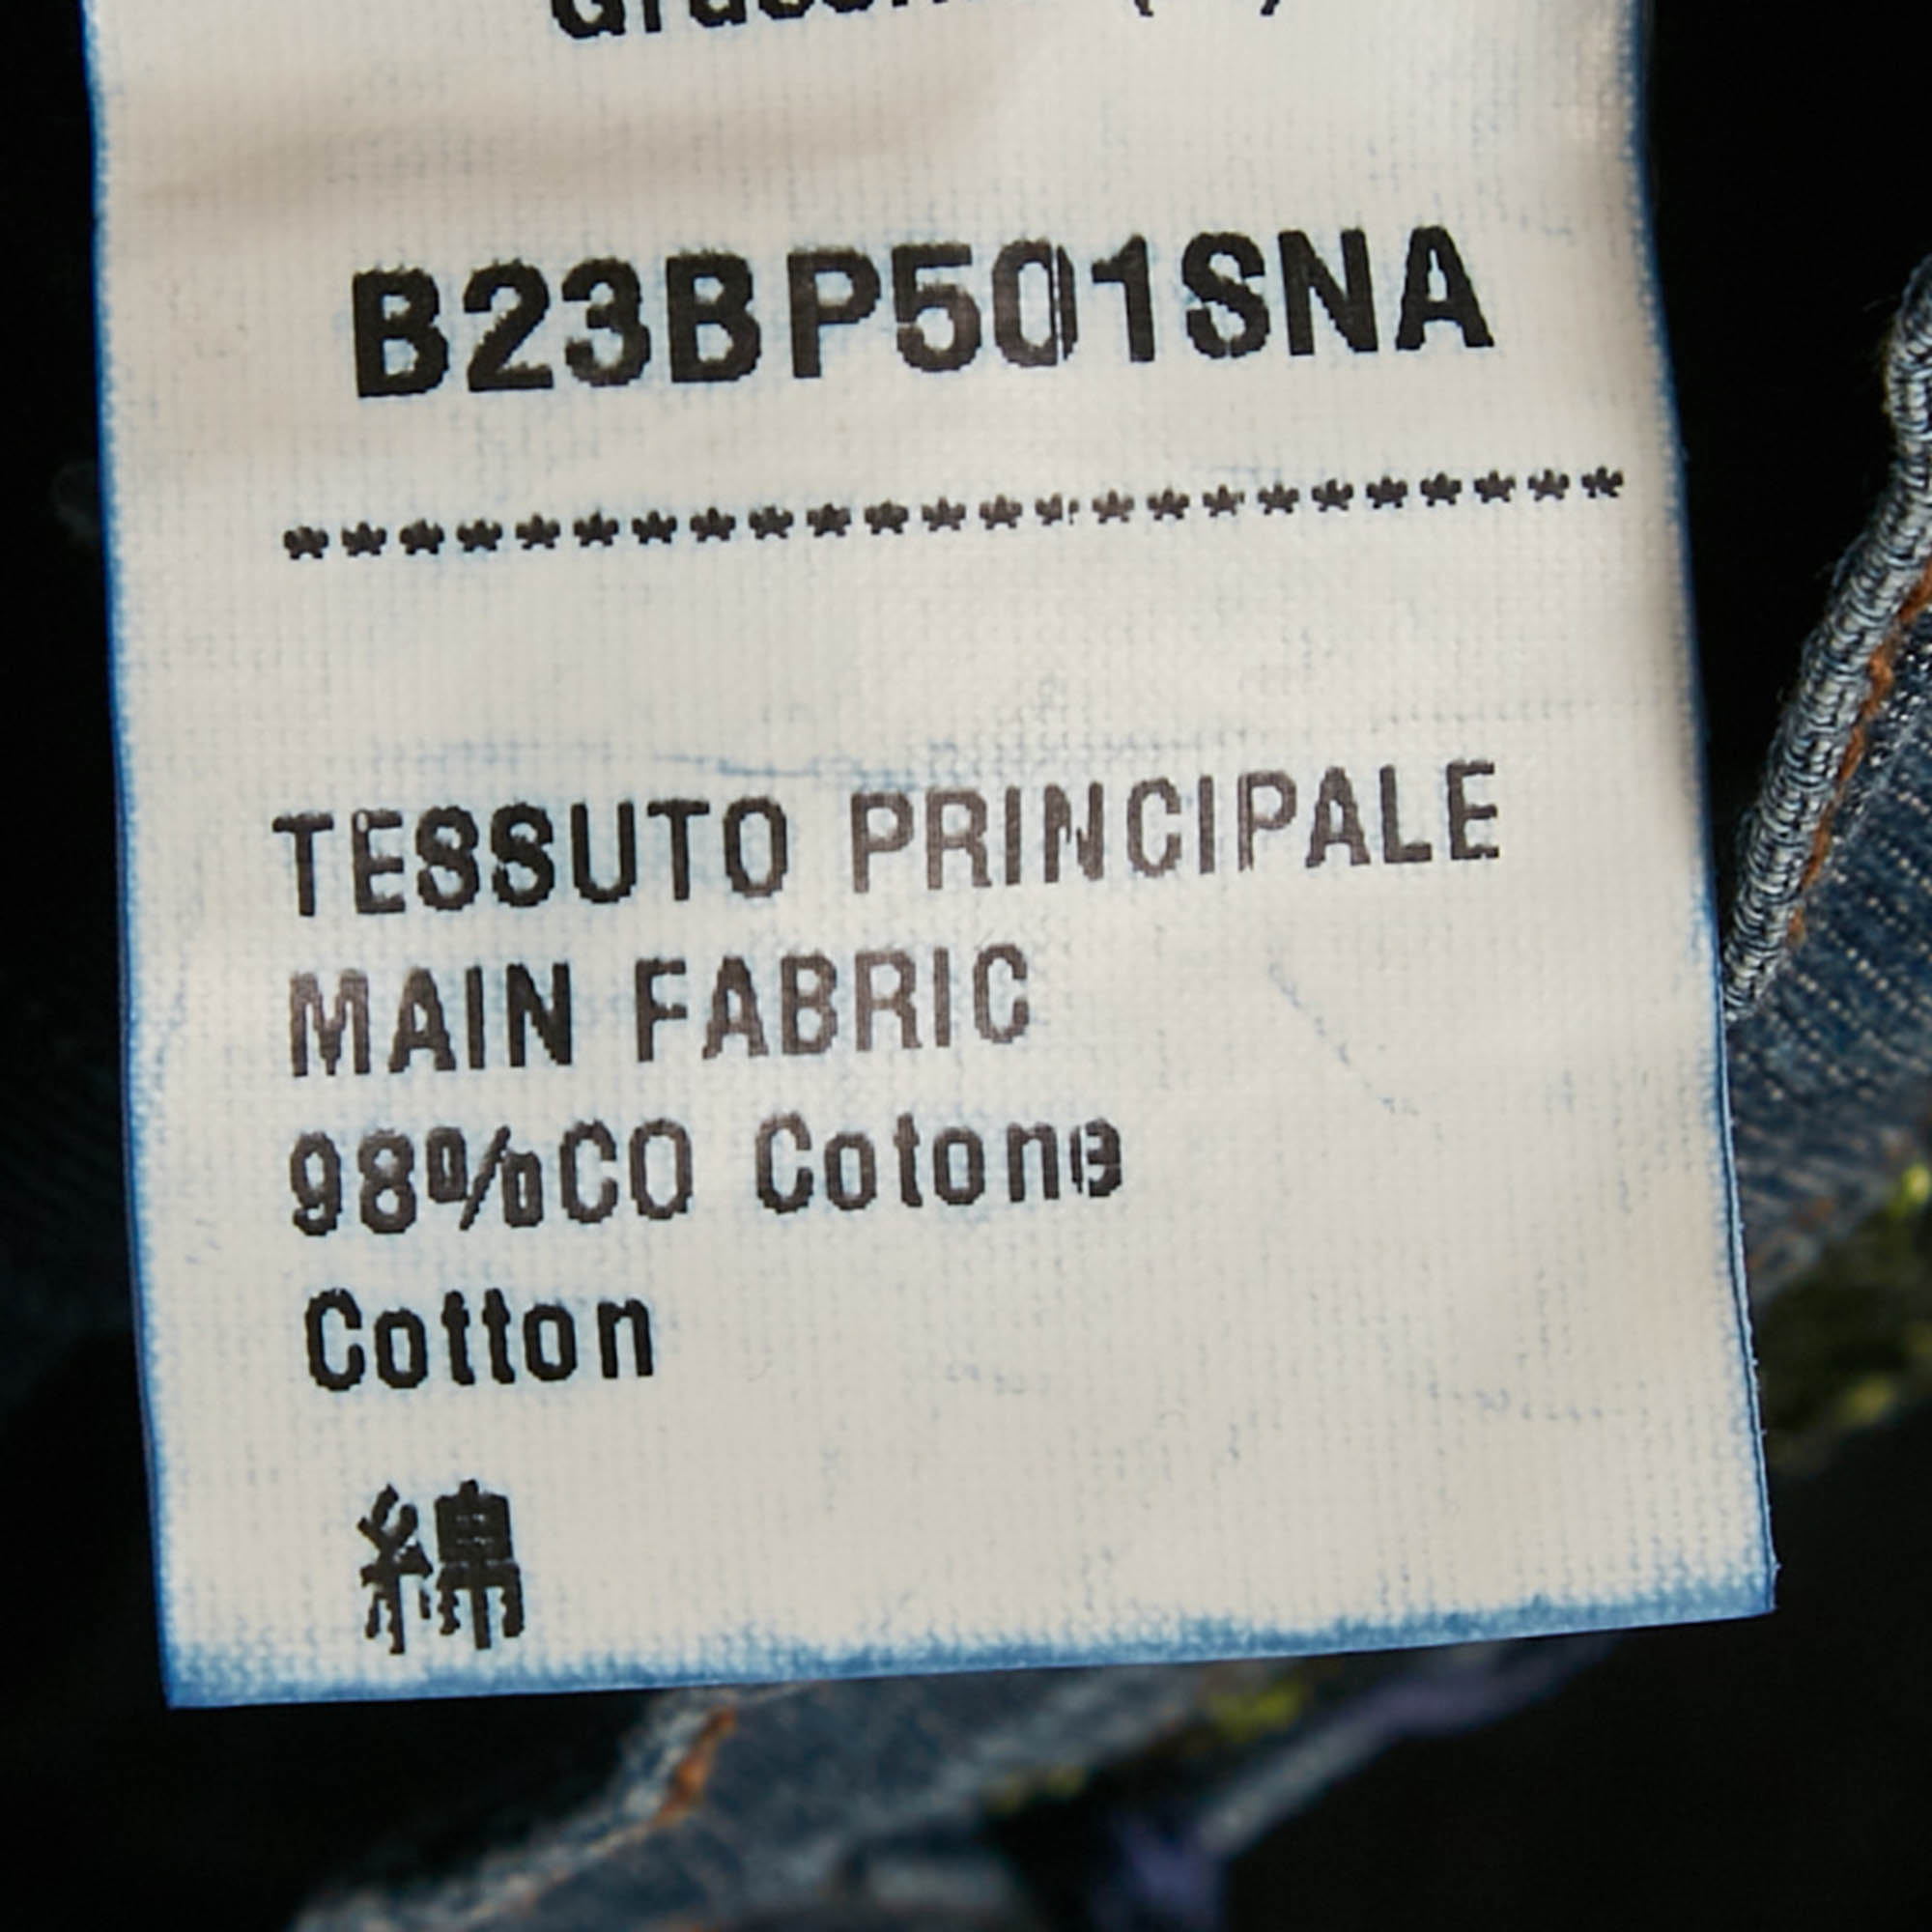 B23BP501SNA
************************
TESSUTO PRINCIPALE
MAIN FABRIC
98%CO Cotone
Cotton
綿